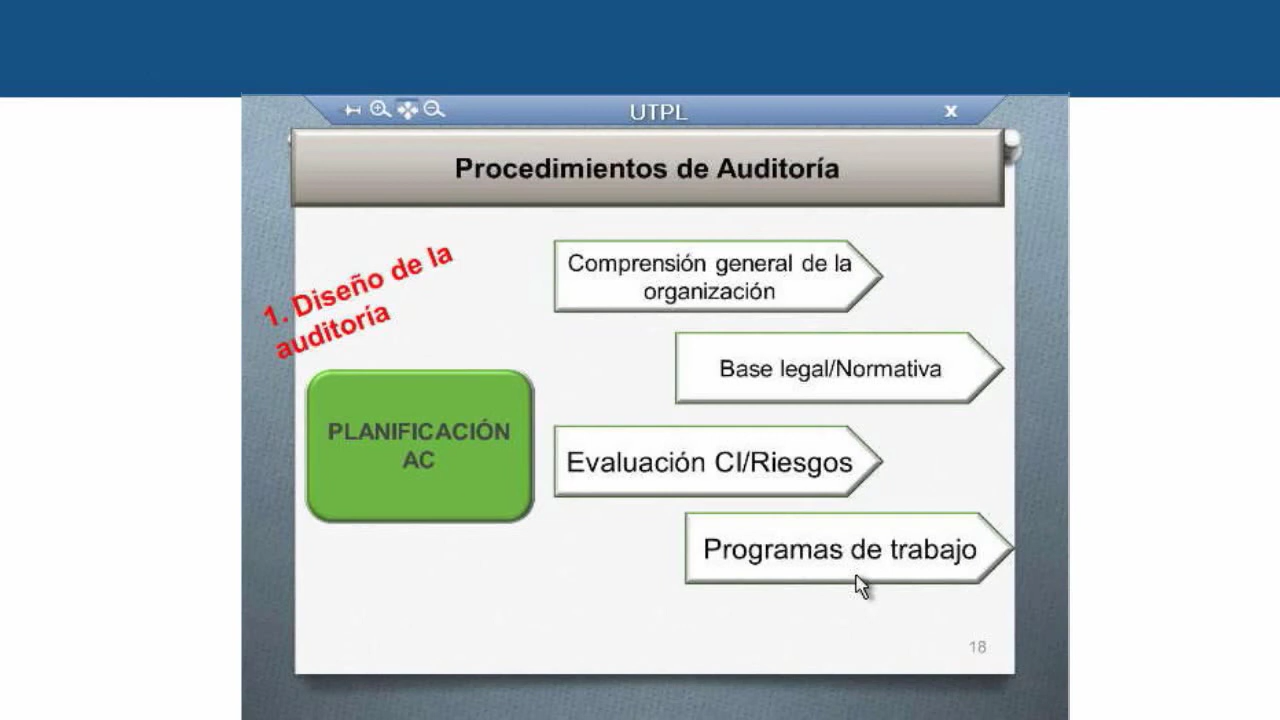 UTPL
x
Procedimientos de Auditoría
1. Diseño de la
auditoría
PLANIFICACIÓN
AC
Comprensión general de la
organización
Base legal/Normativa
Evaluación CI/Riesgos
Programas de trabajo
18